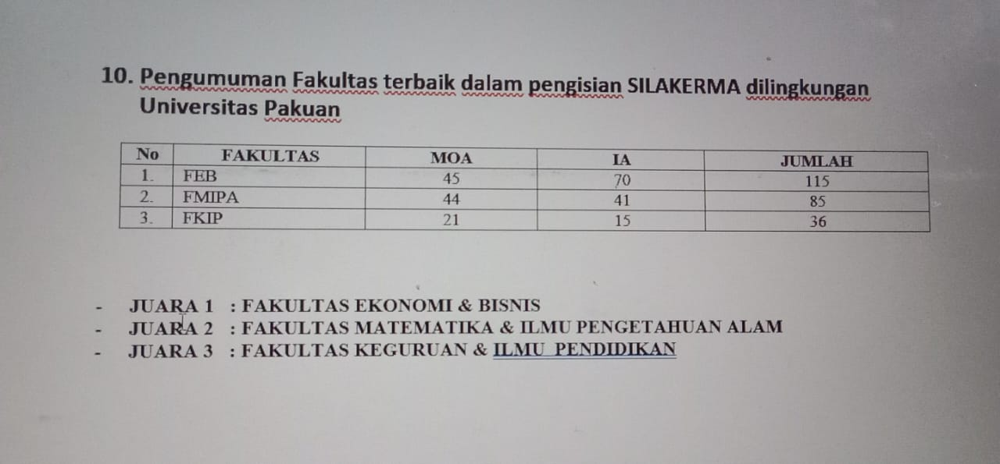 10. Pengumuman Fakultas terbaik dalam pengisian SILAKERMA dilingkungan
Universitas Pakuan
No FAKULTAS MOA IA JUMLAH
1. FEB 45 70 115
2. FMIPA 44 41 85
3. FKIP 21 15 36
- JUARA 1 : FAKULTAS EKONOMI & BISNIS
- JUARA 2 : FAKULTAS MATEMATIKA & ILMU PENGETAHUAN ALAM
- JUARA 3 : FAKULTAS KEGURUAN & ILMU PENDIDIKAN